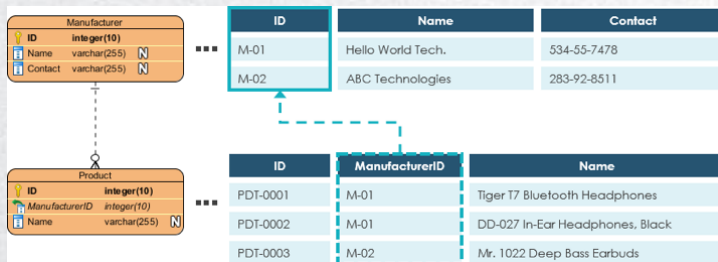 Manufacturer
ID integer(10)
Name varchar(255) N
Contact varchar(255) N
ID Name Contact
M-01 Hello World Tech. 534-55-7478
M-02 ABC Technologies 283-92-8511
Product
ID integer(10)
ManufacturerID integer(10)
Name varchar(255) N
ID ManufacturerID Name
PDT-0001 M-01 Tiger T7 Bluetooth Headphones
PDT-0002 M-01 DD-027 In-Ear Headphones, Black
PDT-0003 M-02 Mr. 1022 Deep Bass Earbuds